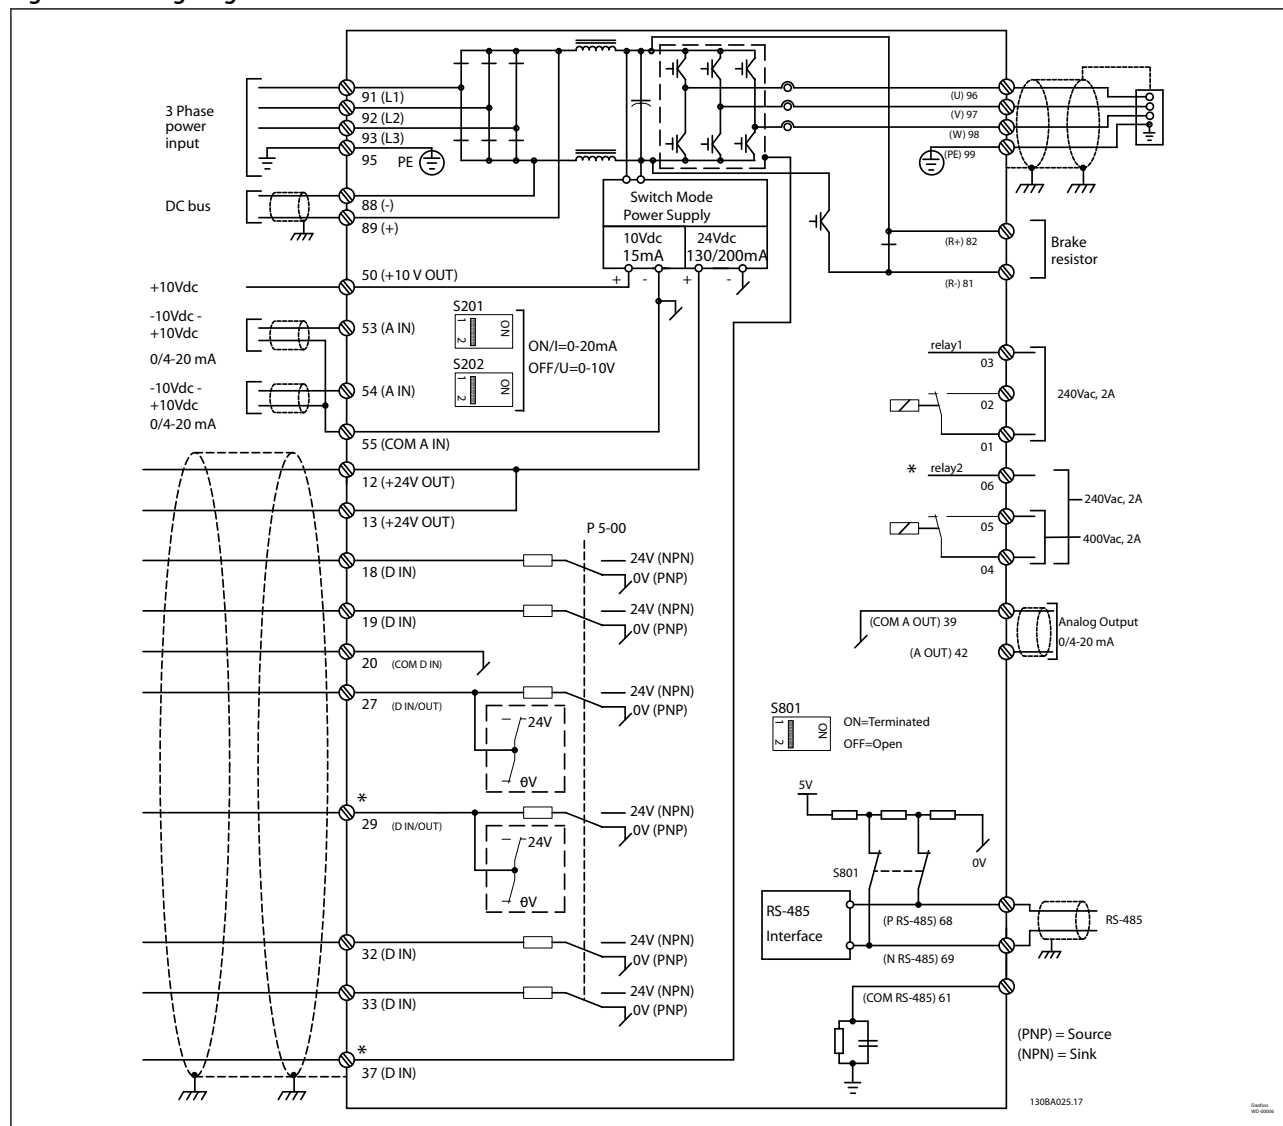 3 Phase
power
input
91 (L1)
92 (L2)
93 (L3)
95 PE
DC bus
88 (-)
89 (+)
Switch Mode
Power Supply
10Vdc
15mA
24Vdc
130/200mA
+ - + -
(U) 96
(V) 97
(W) 98
(PE) 99
(R+) 82
(R-) 81
Brake
resistor
+10Vdc
50 (+10 V OUT)
-10Vdc -
+10Vdc
0/4-20 mA
53 (A IN)
S201
ON
1
2
S202
ON
1
2
ON/I=0-20mA
OFF/U=0-10V
-10Vdc -
+10Vdc
0/4-20 mA
54 (A IN)
55 (COM A IN)
12 (+24V OUT)
13 (+24V OUT)
P 5-00
18 (D IN)
24V (NPN)
0V (PNP)
19 (D IN)
24V (NPN)
0V (PNP)
20 (COM D IN)
27 (D IN/OUT)
24V (NPN)
0V (PNP)
24V
0V
*
29 (D IN/OUT)
24V (NPN)
0V (PNP)
24V
0V
32 (D IN)
24V (NPN)
0V (PNP)
33 (D IN)
24V (NPN)
0V (PNP)
*
37 (D IN)
relay1
03
02
01
240Vac, 2A
* relay2
06
05
04
240Vac, 2A
400Vac, 2A
(COM A OUT) 39
(A OUT) 42
Analog Output
0/4-20 mA
S801
ON
1
2
ON=Terminated
OFF=Open
5V
0V
S801
RS-485
Interface
(P RS-485) 68
(N RS-485) 69
RS-485
(COM RS-485) 61
(PNP) = Source
(NPN) = Sink
130BA025.17
Danfoss